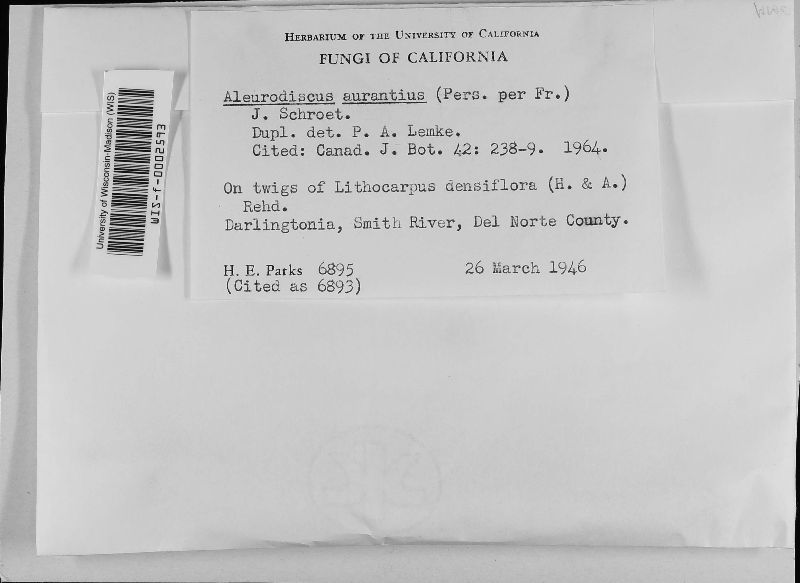 HERBARIUM OF THE UNIVERSITY OF CALIFORNIA
FUNGI OF CALIFORNIA
Aleurodiscus aurantius (Pers. per Fr.)
J. Schroet.
Dupl. det. P. A. Lemke.
Cited: Canad. J. Bot. 42: 238-9. 1964.
On twigs of Lithocarpus densiflora (H. & A.)
Rehd.
Darlingtonia, Smith River, Del Norte County.
H. E. Parks 6895 26 March 1946
(Cited as 6893)
University of Wisconsin-Madison (WIS)